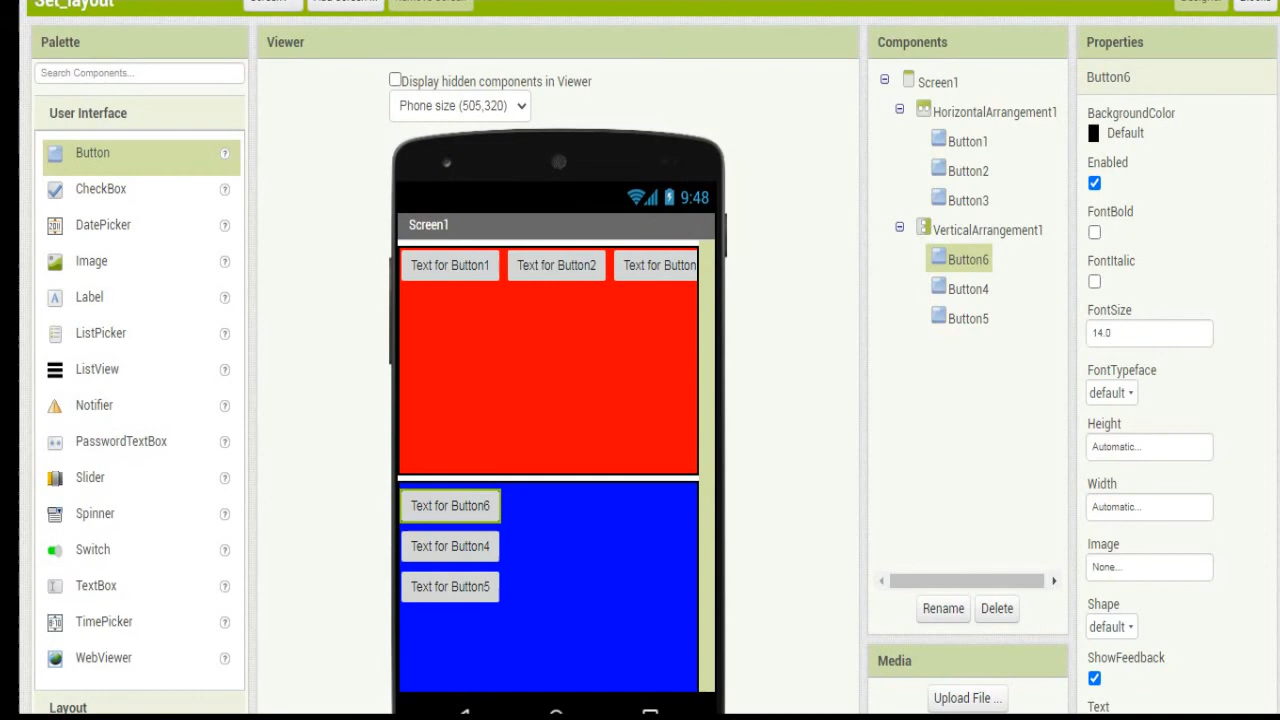 Set_layout
Palette
Search Components...
User Interface
Button
CheckBox
DatePicker
Image
Label
ListPicker
ListView
Notifier
PasswordTextBox
Slider
Spinner
Switch
TextBox
TimePicker
WebViewer
Layout
Viewer
Display hidden components in Viewer
Phone size (505,320)
9:48
Screen1
Text for Button1
Text for Button2
Text for Button
Text for Button6
Text for Button4
Text for Button5
Components
Screen1
HorizontalArrangement1
Button1
Button2
Button3
VerticalArrangement1
Button6
Button4
Button5
Rename
Delete
Media
Upload File ...
Properties
Button6
BackgroundColor
Default
Enabled
FontBold
FontItalic
FontSize
14.0
FontTypeface
default
Height
Automatic...
Width
Automatic...
Image
None...
Shape
default
ShowFeedback
Text